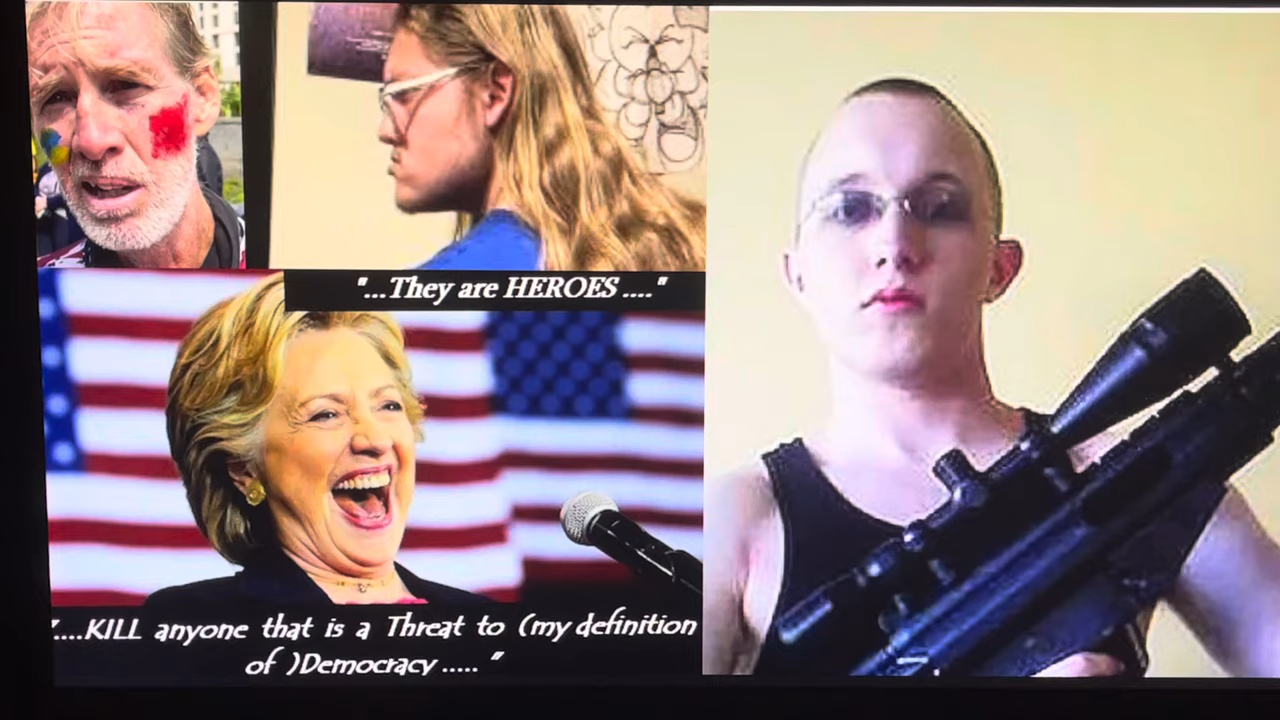 "...They are HEROES ...."
"....KILL anyone that is a Threat to (my definition
of )Democracy ..... "